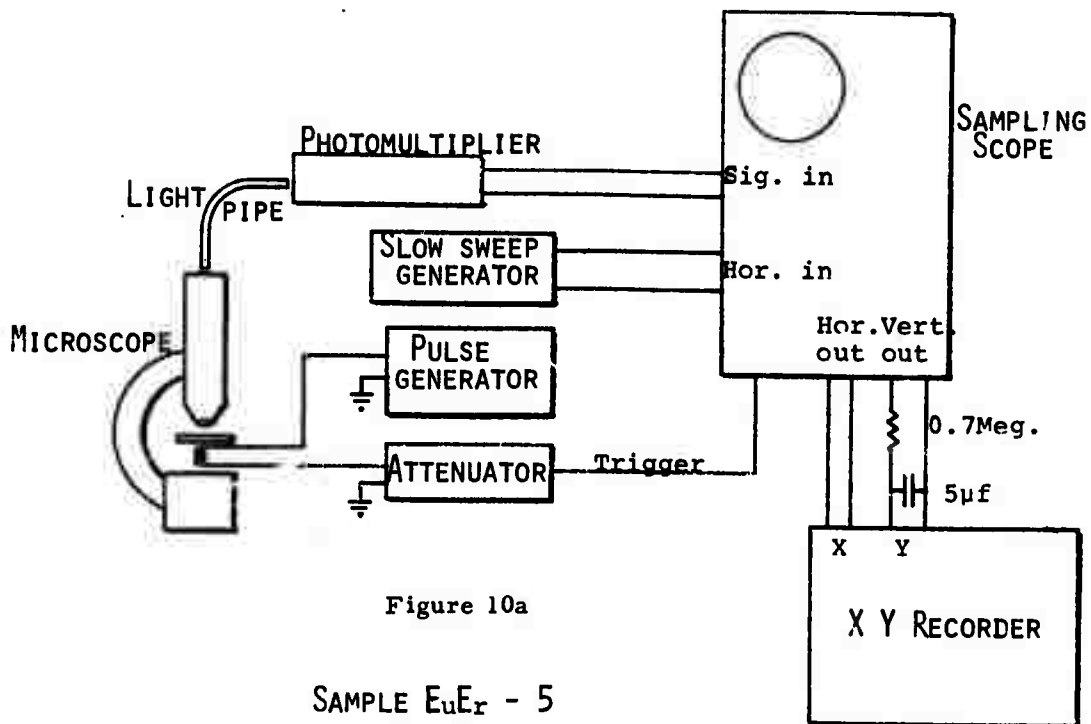 SAMPLING
SCOPE
PHOTOMULTIPLIER
Sig. in
LIGHT
PIPE
SLOW SWEEP
GENERATOR
Hor. in
MICROSCOPE
Hor. Vert.
out out
PULSE
GENERATOR
0.7Meg.
ATTENUATOR
Trigger
5µf
X Y
Figure 10a
X Y RECORDER
SAMPLE EuEr - 5